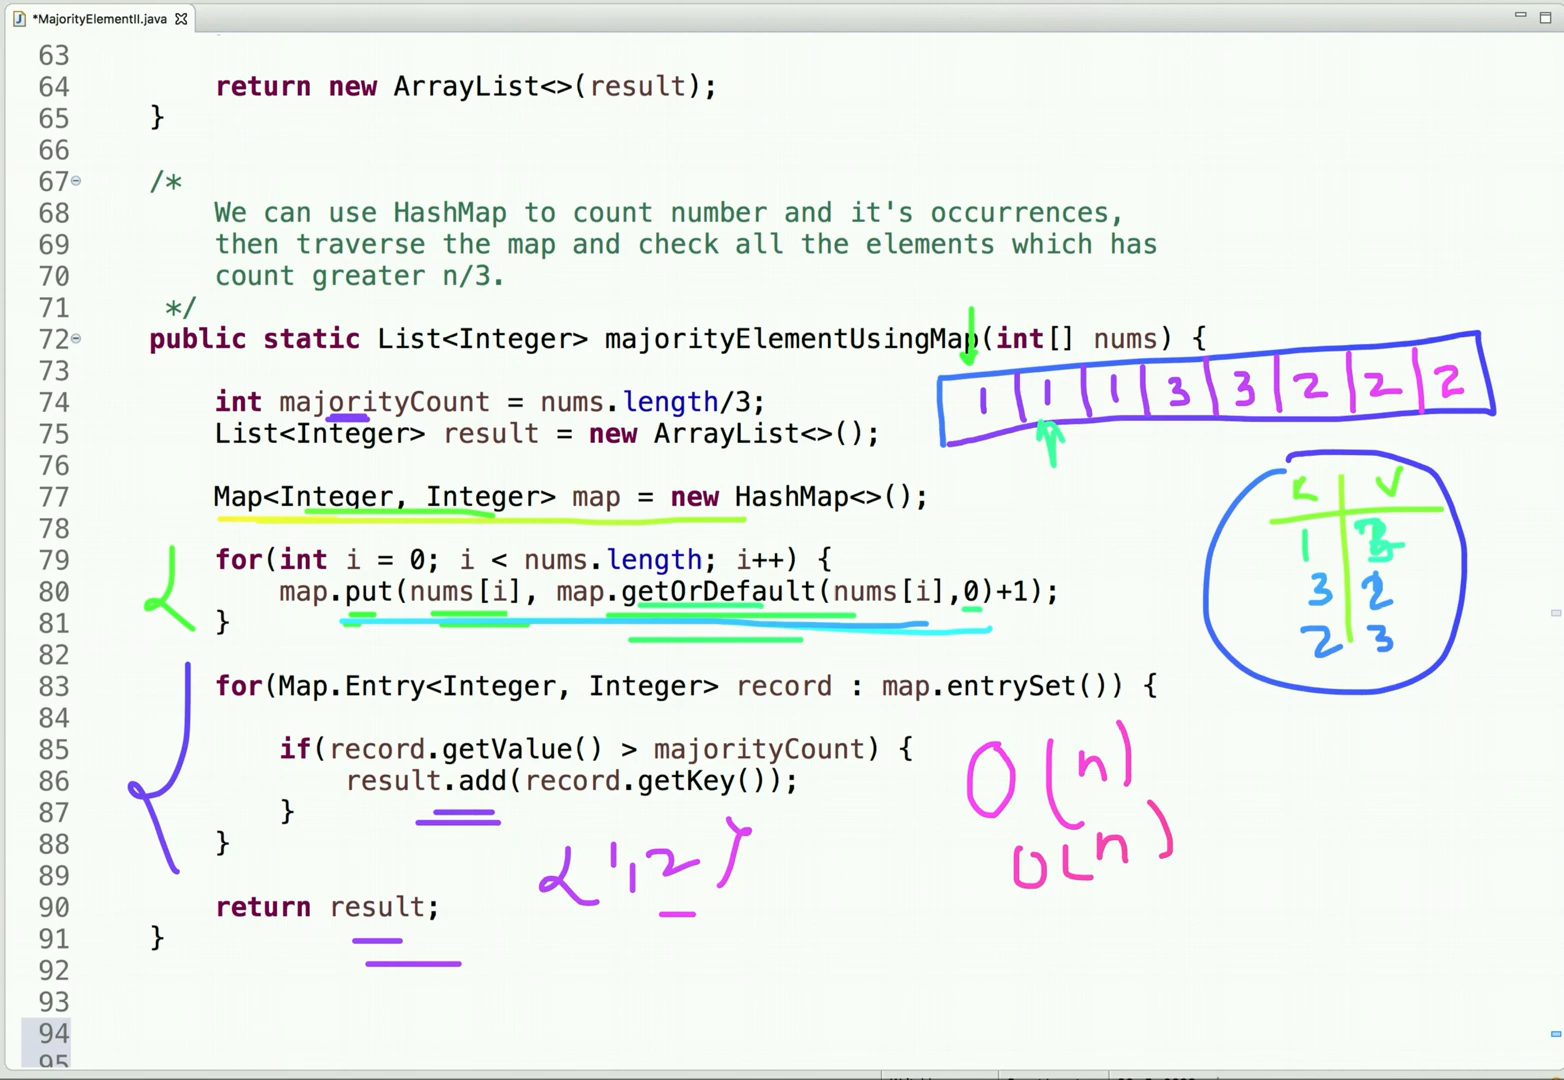 *MajorityElementII.java
63
64 return new ArrayList<>(result);
65 }
66
67 /*
68 We can use HashMap to count number and it's occurrences,
69 then traverse the map and check all the elements which has
70 count greater n/3.
71 */
72 public static List<Integer> majorityElementUsingMap(int[] nums) {
73
1 1 1 3 3 2 2 2
74 int majorityCount = nums.length/3;
75 List<Integer> result = new ArrayList<>();
76
77 Map<Integer, Integer> map = new HashMap<>();
K V
78
79 for(int i = 0; i < nums.length; i++) {
1
80 map.put(nums[i], map.getOrDefault(nums[i],0)+1);
3 2
81 }
2 3
82
83 for(Map.Entry<Integer, Integer> record : map.entrySet()) {
84
85 if(record.getValue() > majorityCount) {
O(n)
86 result.add(record.getKey());
87 }
88 }
O(n)
{1,2}
89
90 return result;
91 }
92
93
94
95